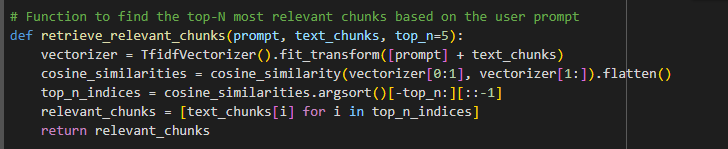 # Function to find the top-N most relevant chunks based on the user prompt
def retrieve_relevant_chunks(prompt, text_chunks, top_n=5):
    vectorizer = TfidfVectorizer().fit_transform([prompt] + text_chunks)
    cosine_similarities = cosine_similarity(vectorizer[0:1], vectorizer[1:]).flatten()
    top_n_indices = cosine_similarities.argsort()[-top_n:][::-1]
    relevant_chunks = [text_chunks[i] for i in top_n_indices]
    return relevant_chunks